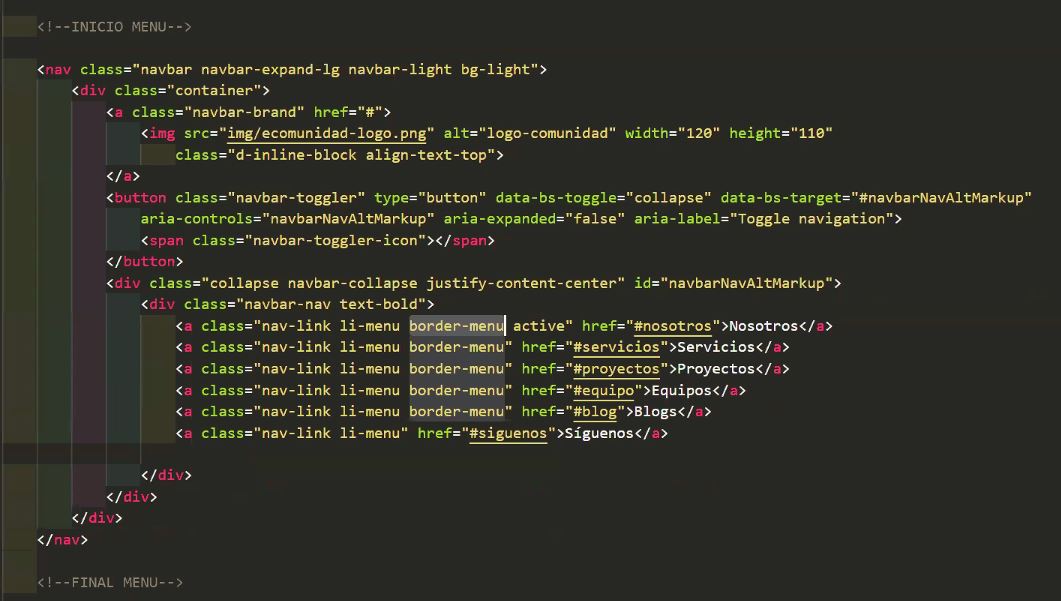 <!--INICIO MENU-->
<nav class="navbar navbar-expand-lg navbar-light bg-light">
<div class="container">
<a class="navbar-brand" href="#">
<img src="img/ecomunidad-logo.png" alt="logo-comunidad" width="120" height="110"
class="d-inline-block align-text-top">
</a>
<button class="navbar-toggler" type="button" data-bs-toggle="collapse" data-bs-target="#navbarNavAltMarkup"
aria-controls="navbarNavAltMarkup" aria-expanded="false" aria-label="Toggle navigation">
<span class="navbar-toggler-icon"></span>
</button>
<div class="collapse navbar-collapse justify-content-center" id="navbarNavAltMarkup">
<div class="navbar-nav text-bold">
<a class="nav-link li-menu border-menu active" href="#nosotros">Nosotros</a>
<a class="nav-link li-menu border-menu" href="#servicios">Servicios</a>
<a class="nav-link li-menu border-menu" href="#proyectos">Proyectos</a>
<a class="nav-link li-menu border-menu" href="#equipo">Equipos</a>
<a class="nav-link li-menu border-menu" href="#blog">Blogs</a>
<a class="nav-link li-menu" href="#siguenos">Síguenos</a>
</div>
</div>
</div>
</nav>
<!--FINAL MENU-->